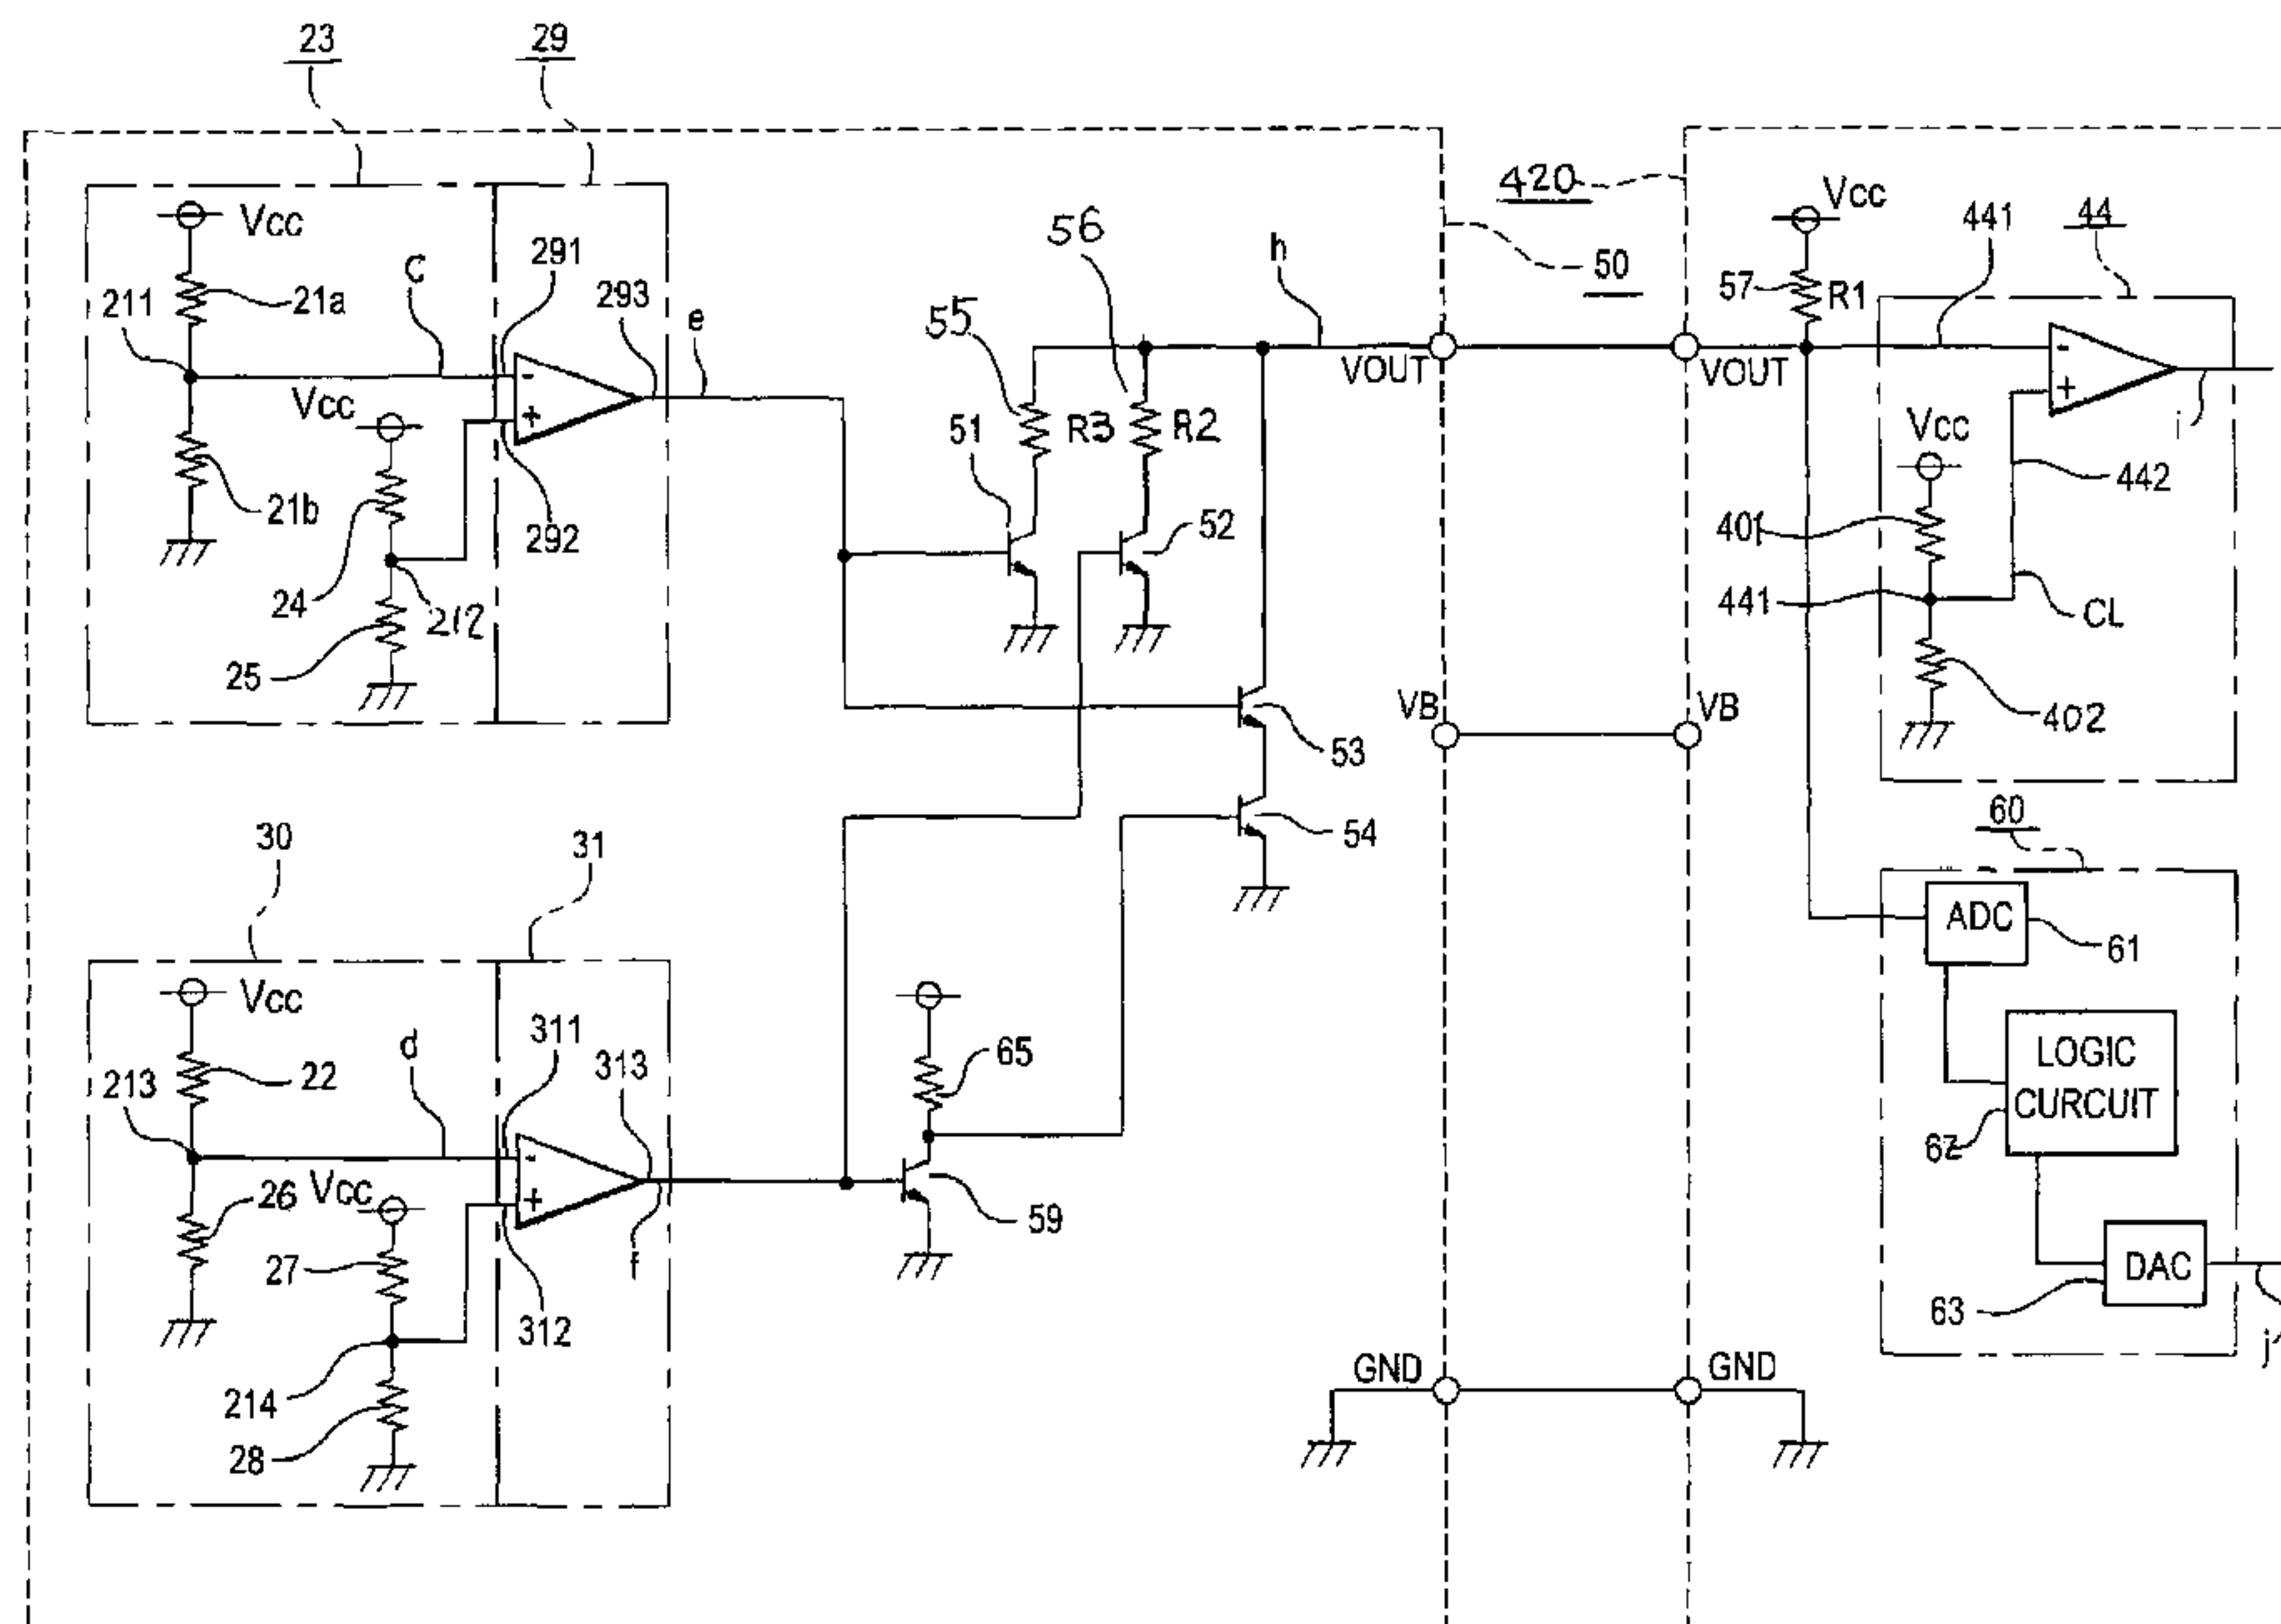 23
29
420
50
Vcc
211
21a
C
291
293
e
Vcc
21b
24
292
212
25
56
h
55
R3
R2
51
52
VOUT
VOUT
Vcc
57
R1
441
44
-
+
i
Vcc
442
401
441
CL
402
-
+
VB
VB
53
54
30
31
60
ADC
61
Vcc
213
22
d
311
313
65
LOGIC
CURCUIT
62
26
Vcc
-
+
27
312
f
59
DAC
63
j
214
28
GND
GND